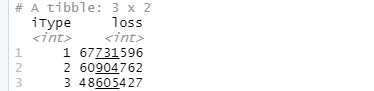 # A tibble: 3 x 2
iType loss
<int> <int>
1 1 67731596
2 2 60904762
3 3 48605427